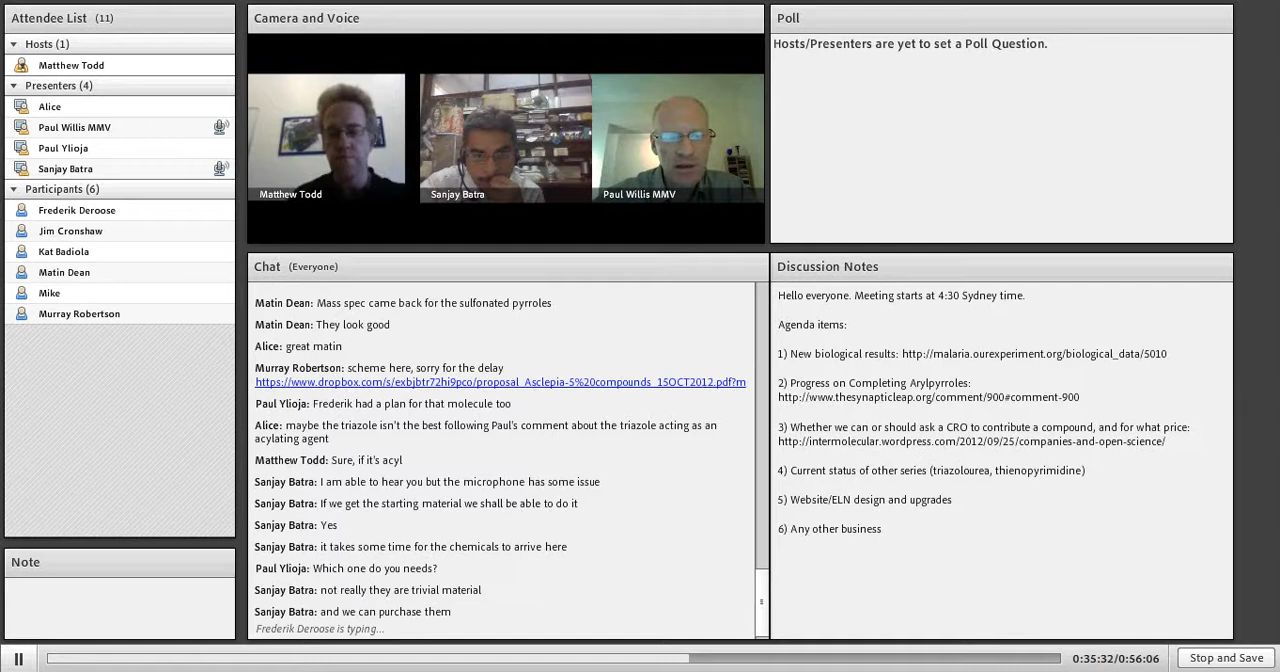 Attendee List (11)
Hosts (1)
Matthew Todd
Presenters (4)
Alice
Paul Willis MMV
Paul Ylioja
Sanjay Batra
Participants (6)
Frederik Deroose
Jim Cronshaw
Kat Badiola
Matin Dean
Mike
Murray Robertson
Note
Camera and Voice
Matthew Todd
Sanjay Batra
Paul Willis MMV
Poll
Hosts/Presenters are yet to set a Poll Question.
Chat (Everyone)
Matin Dean: Mass spec came back for the sulfonated pyrroles
Matin Dean: They look good
Alice: great matin
Murray Robertson: scheme here, sorry for the delay
https://www.dropbox.com/s/exbjbtr72hi9pco/proposal_Asclepia-5%20compounds_15OCT2012.pdf?m
Paul Ylioja: Frederik had a plan for that molecule too
Alice: maybe the triazole isn't the best following Paul's comment about the triazole acting as an
acylating agent
Matthew Todd: Sure, if it's acyl
Sanjay Batra: I am able to hear you but the microphone has some issue
Sanjay Batra: If we get the starting material we shall be able to do it
Sanjay Batra: Yes
Sanjay Batra: it takes some time for the chemicals to arrive here
Paul Ylioja: Which one do you needs?
Sanjay Batra: not really they are trivial material
Sanjay Batra: and we can purchase them
Frederik Deroose is typing...
Discussion Notes
Hello everyone. Meeting starts at 4:30 Sydney time.
Agenda items:
1) New biological results: http://malaria.ourexperiment.org/biological_data/5010
2) Progress on Completing Arylpyrroles:
http://www.thesynapticleap.org/comment/900#comment-900
3) Whether we can or should ask a CRO to contribute a compound, and for what price:
http://intermolecular.wordpress.com/2012/09/25/companies-and-open-science/
4) Current status of other series (triazolourea, thienopyrimidine)
5) Website/ELN design and upgrades
6) Any other business
0:35:32/0:56:06
Stop and Save